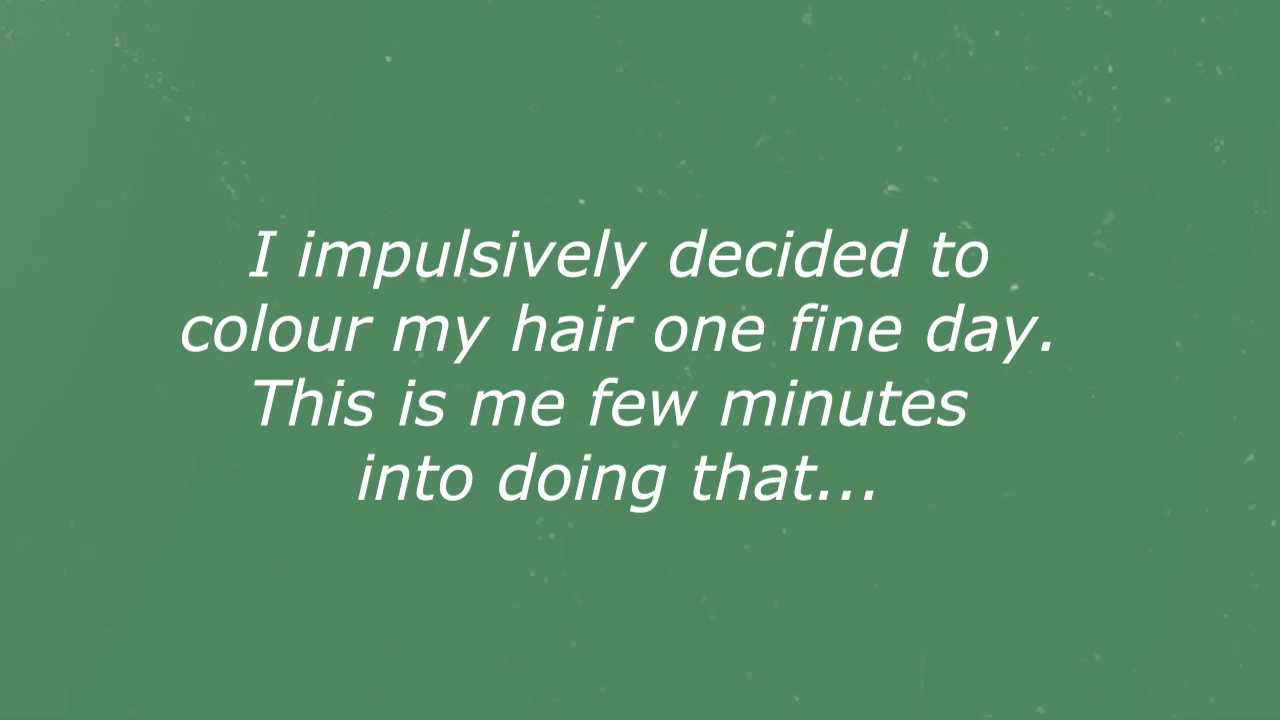 I impulsively decided to
colour my hair one fine day.
This is me few minutes
into doing that...